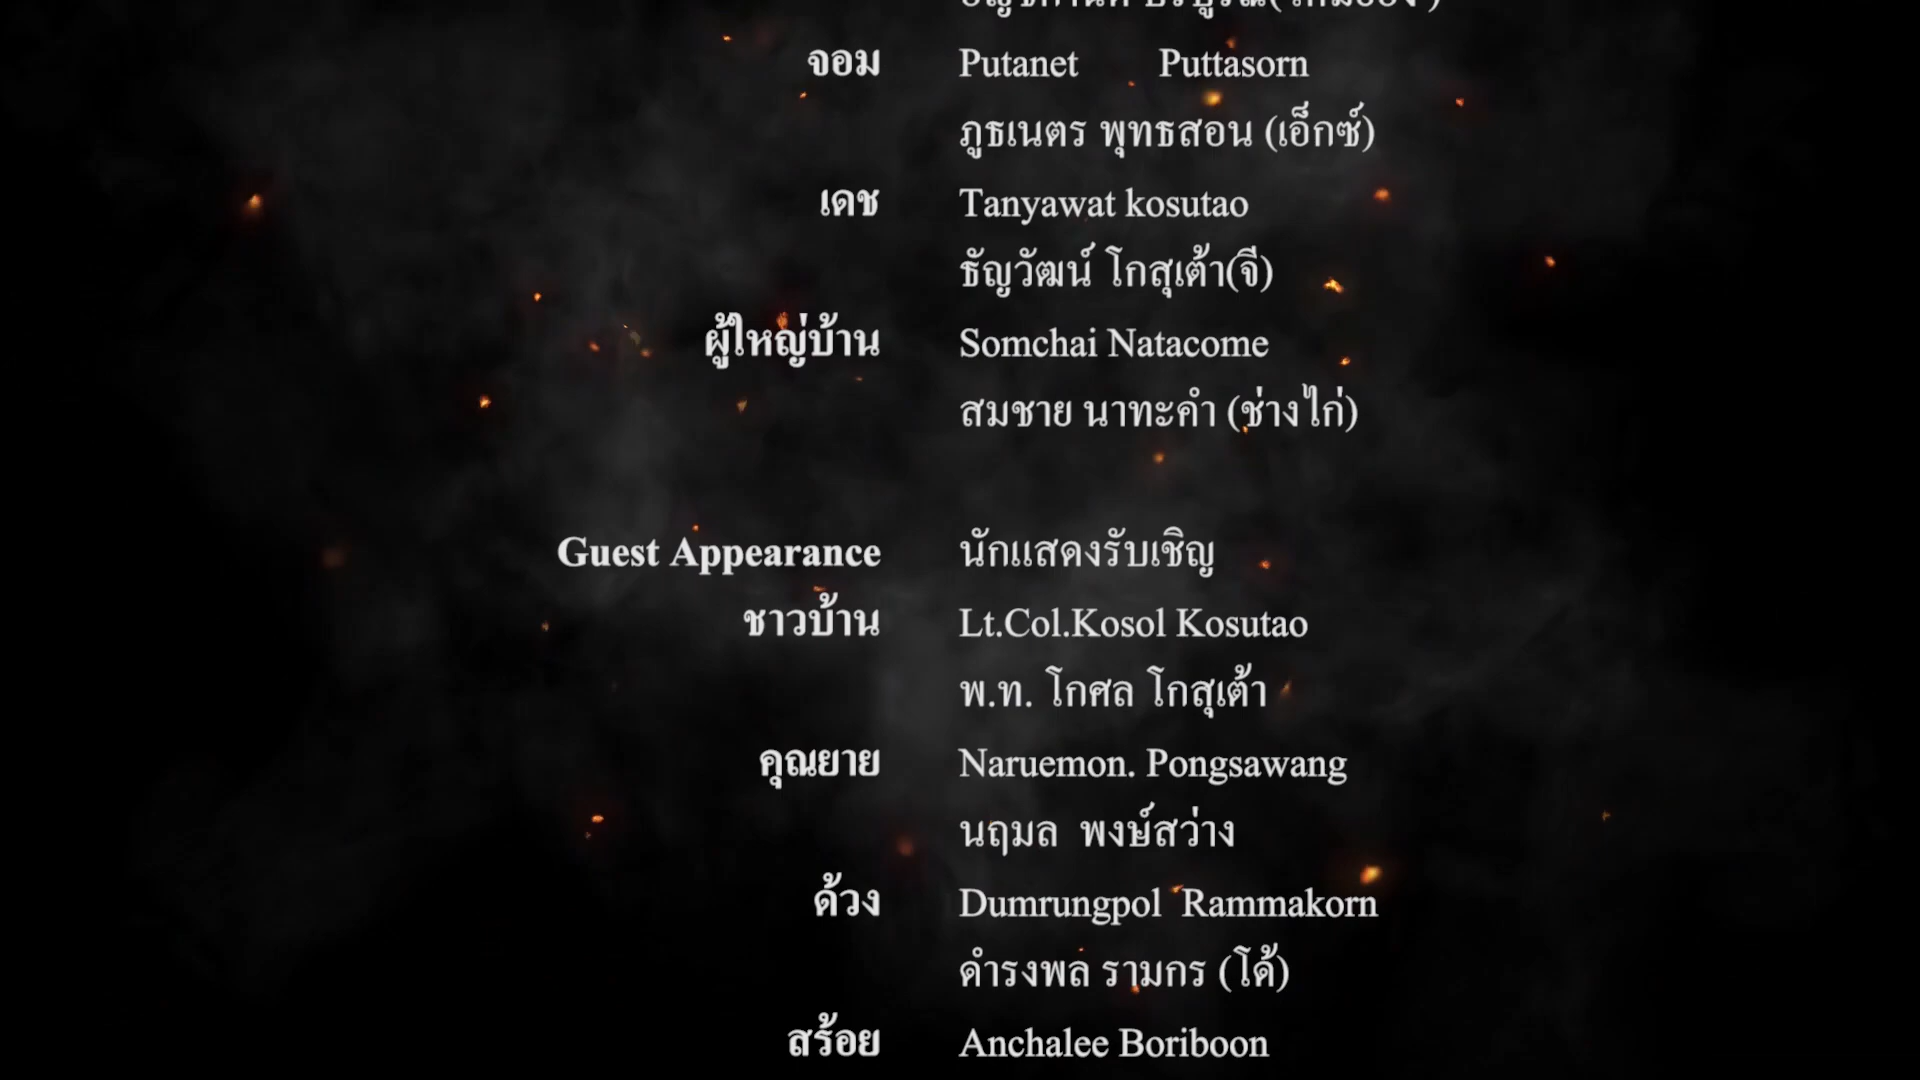 จอม Putanet Puttasorn
ภูธเนตร พุทธสอน (เอ็กซ์)
เดช Tanyawat kosutao
ธัญวัฒน์ โกสุเต้า(จี)
ผู้ใหญ่บ้าน Somchai Natacome
สมชาย นาทะคำ (ช่างไก่)
Guest Appearance นักแสดงรับเชิญ
ชาวบ้าน Lt.Col.Kosol Kosutao
พ.ท. โกศล โกสุเต้า
คุณยาย Naruemon. Pongsawang
นฤมล พงษ์สว่าง
ด้วง Dumrungpol Rammakorn
ดำรงพล รามกร (โด้)
สร้อย Anchalee Boriboon